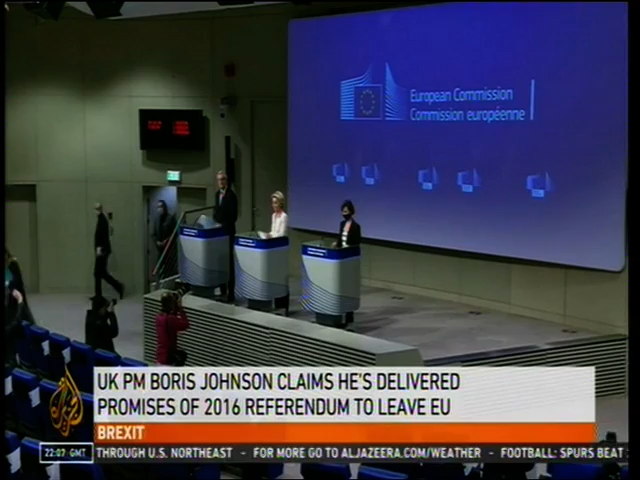 European Commission
Commission européenne
UK PM BORIS JOHNSON CLAIMS HE'S DELIVERED
PROMISES OF 2016 REFERENDUM TO LEAVE EU
BREXIT
22:07 GMT THROUGH U.S. NORTHEAST - FOR MORE GO TO ALJAZEERA.COM/WEATHER - FOOTBALL: SPURS BEAT